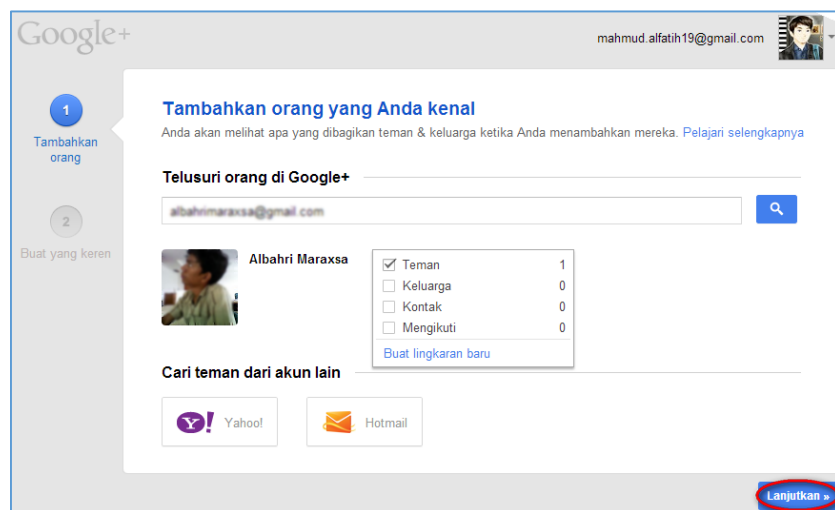 Google+
mahmud.alfatih19@gmail.com
1
Tambahkan
orang
2
Buat yang keren
Tambahkan orang yang Anda kenal
Anda akan melihat apa yang dibagikan teman & keluarga ketika Anda menambahkan mereka. Pelajari selengkapnya
Telusuri orang di Google+
albahrimaraxsa@gmail.com
Albahri Maraxsa
Teman 1
Keluarga 0
Kontak 0
Mengikuti 0
Buat lingkaran baru
Cari teman dari akun lain
Y! Yahoo!
Hotmail
Lanjutkan »